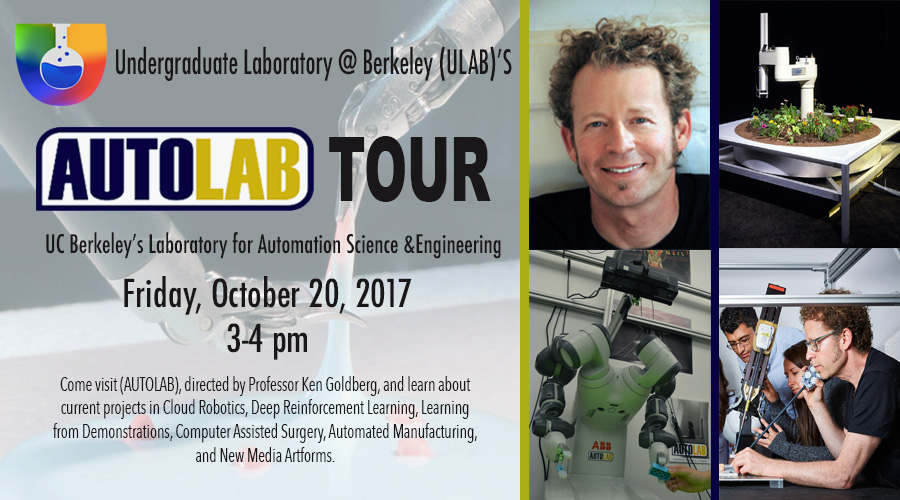 Undergraduate Laboratory @ Berkeley (ULAB)'S
AUTOLAB TOUR
UC Berkeley's Laboratory for Automation Science &Engineering
Friday, October 20, 2017
3-4 pm
Come visit (AUTOLAB), directed by Professor Ken Goldberg, and learn about
current projects in Cloud Robotics, Deep Reinforcement Learning, Learning
from Demonstrations, Computer Assisted Surgery, Automated Manufacturing,
and New Media Artforms.
ABB
AUTOLAB
AUTOLAB